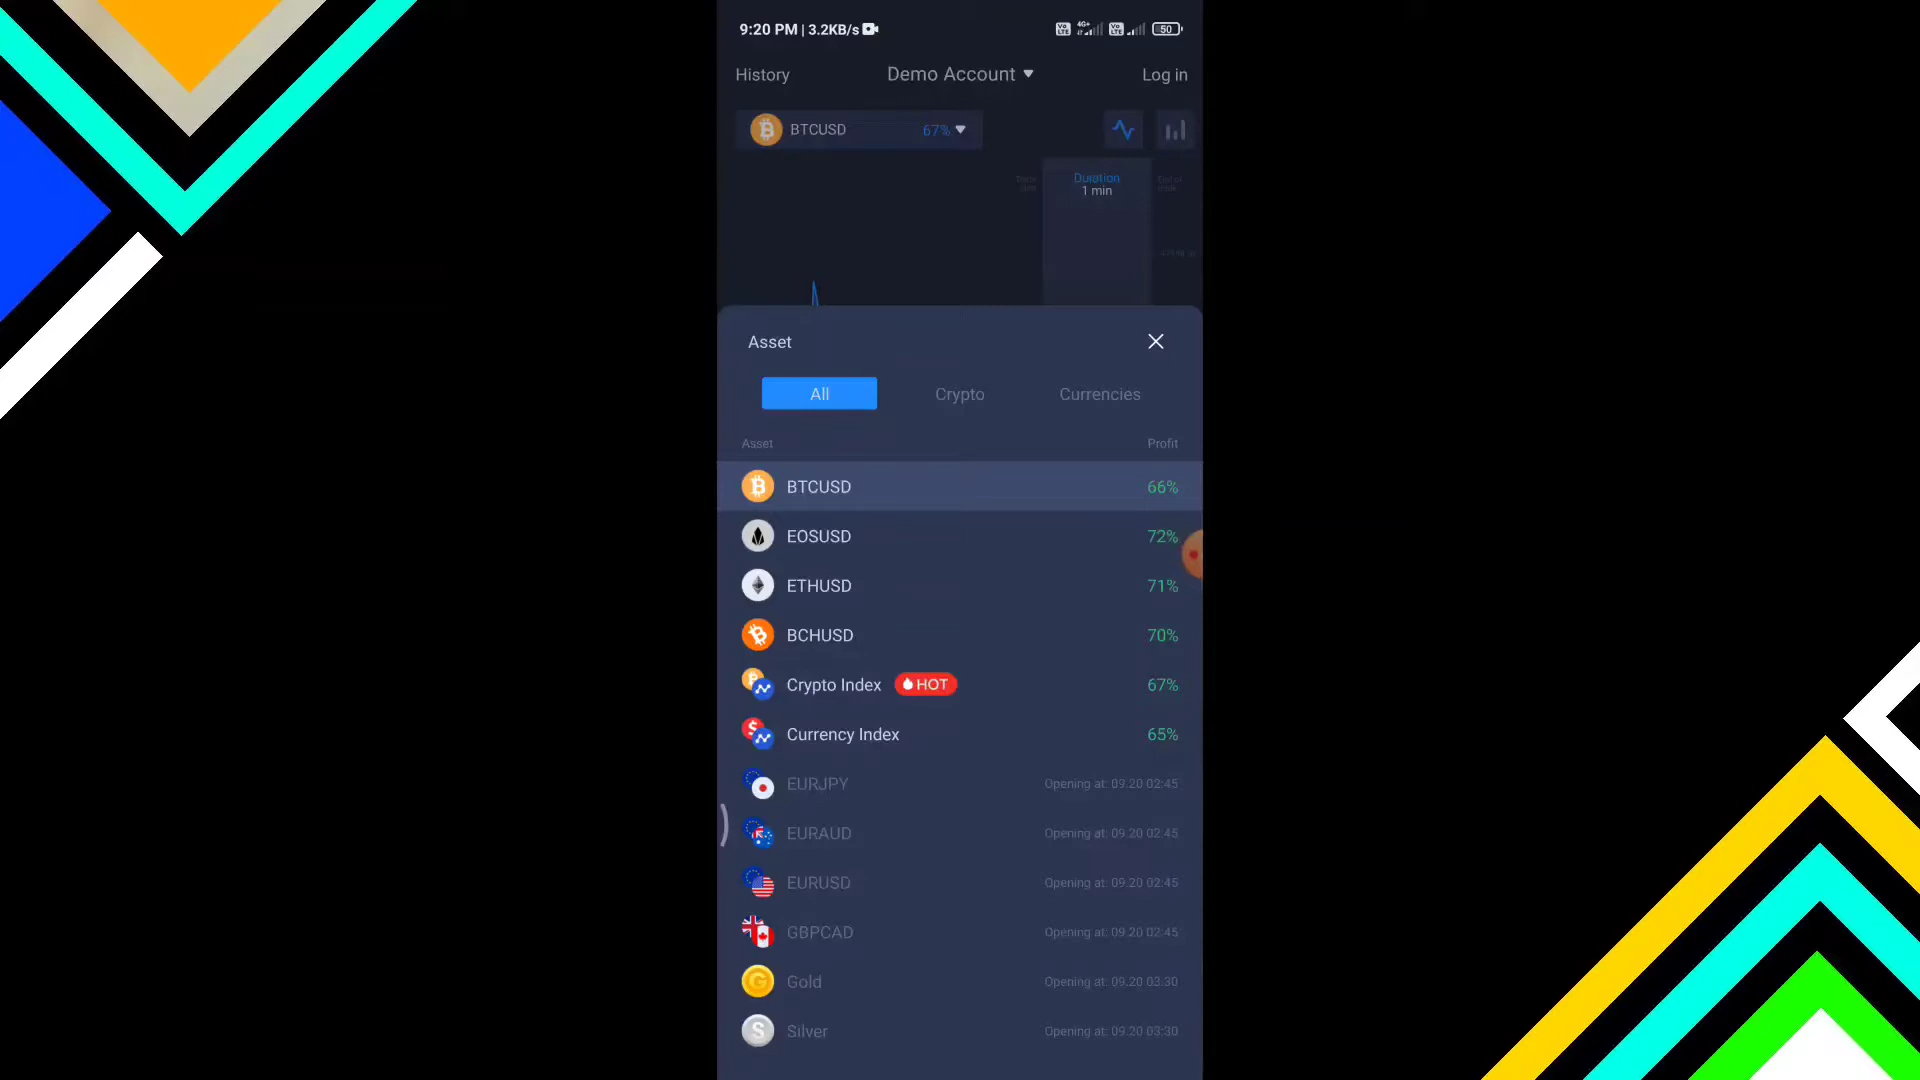 9:20 PM | 3.2KB/s 4G+ 50
History Demo Account Log in
BTCUSD 67%
Duration
1 min
Asset
All Crypto Currencies
Asset Profit
BTCUSD 66%
EOSUSD 72%
ETHUSD 71%
BCHUSD 70%
Crypto Index HOT 67%
Currency Index 65%
EURJPY Opening at: 09.20 02:45
EURAUD Opening at: 09.20 02:45
EURUSD Opening at: 09.20 02:45
GBPCAD Opening at: 09.20 02:45
Gold Opening at: 09.20 03:30
Silver Opening at: 09.20 03:30